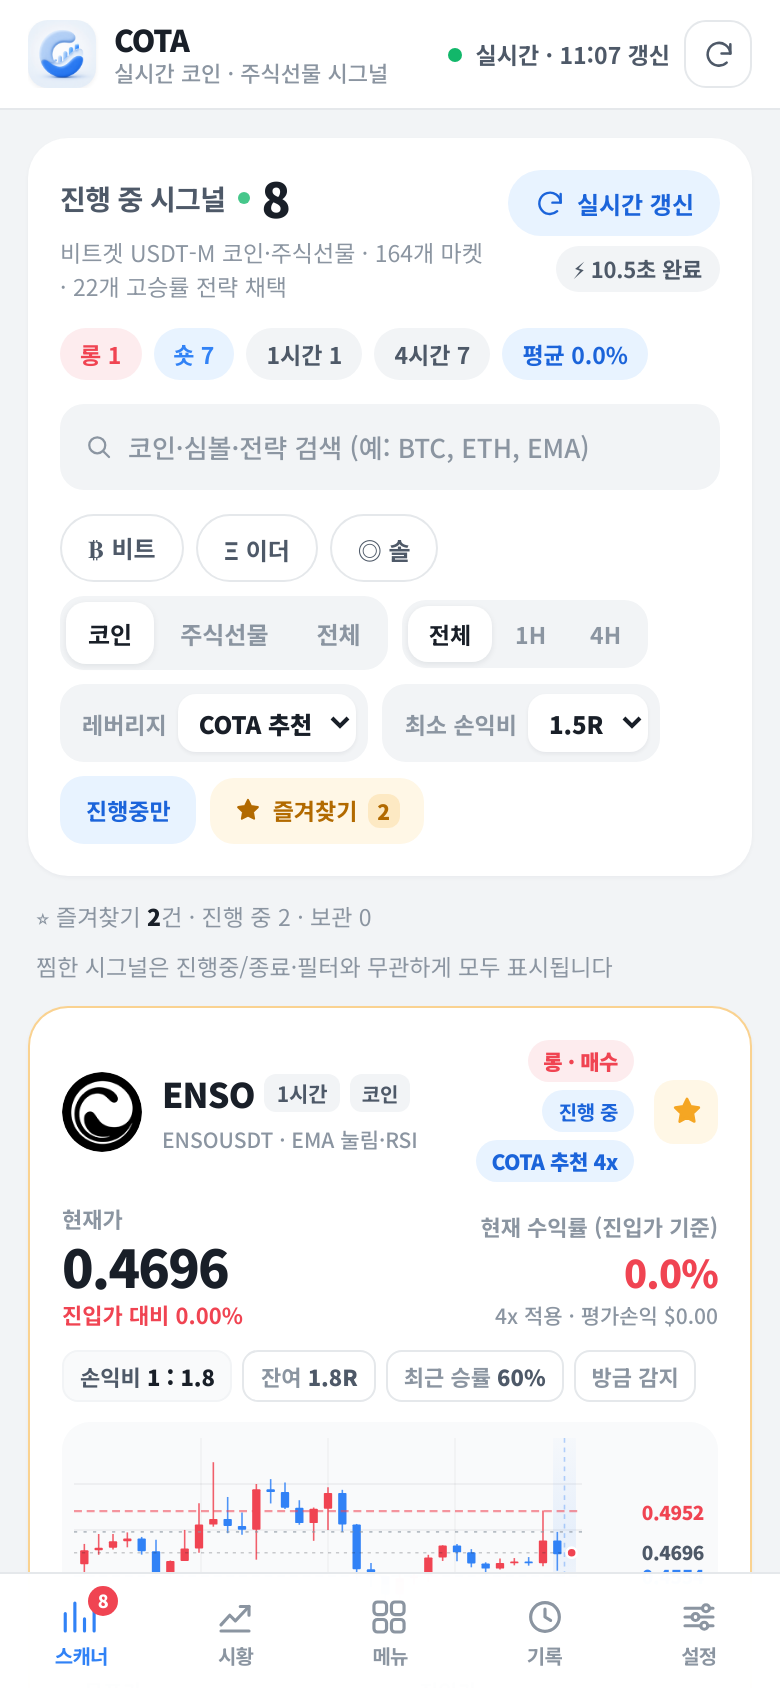 COTA
실시간 코인 · 주식선물 시그널
실시간 · 11:07 갱신
진행 중 시그널 8
실시간 갱신
비트겟 USDT-M 코인·주식선물 · 164개 마켓
· 22개 고승률 전략 채택
⚡ 10.5초 완료
롱 1
숏 7
1시간 1
4시간 7
평균 0.0%
코인·심볼·전략 검색 (예: BTC, ETH, EMA)
₿ 비트
Ξ 이더
◎ 솔
코인
주식선물
전체
전체
1H
4H
레버리지
COTA 추천
최소 손익비
1.5R
진행중만
★ 즐겨찾기 2
☆ 즐겨찾기 2건 · 진행 중 2 · 보관 0
찜한 시그널은 진행중/종료·필터와 무관하게 모두 표시됩니다
롱 · 매수
ENSO 1시간 코인
진행 중
ENSOUSDT · EMA 눌림·RSI
COTA 추천 4x
현재가
현재 수익률 (진입가 기준)
0.4696
0.0%
진입가 대비 0.00%
4x 적용 · 평가손익 $0.00
손익비 1 : 1.8
잔여 1.8R
최근 승률 60%
방금 감지
0.4952
0.4696
8
스캐너
시황
메뉴
기록
설정